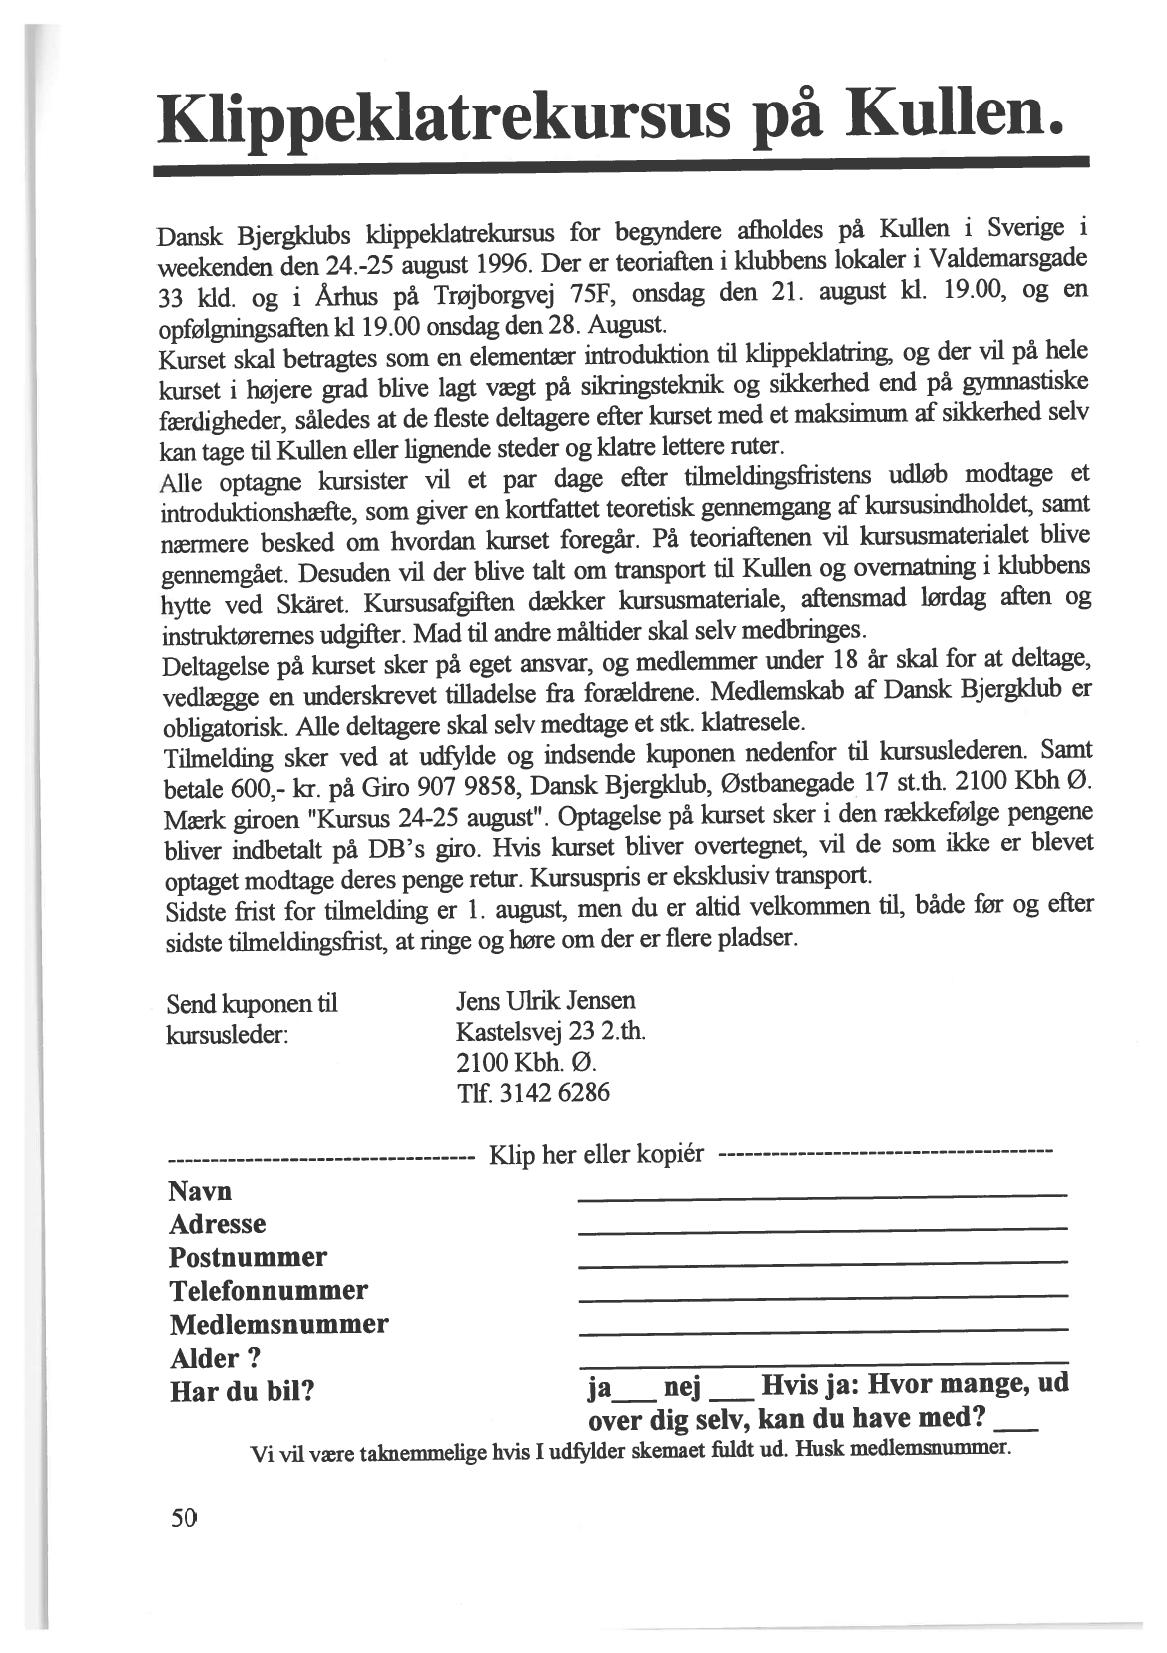 Klippeklatrekursus på Kullen.
Dansk Bjergklubs klippeklatrekursus for begyndere afholdes på Kullen i Sverige i
weekenden den 24.-25 august 1996. Der er teoriaften i klubbens lokaler i Valdemarsgade
33 kld. og i Århus på Trøjborgvej 75F, onsdag den 21. august kl. 19.00, og en
opfølgningsaften kl 19.00 onsdag den 28. August.
Kurset skal betragtes som en elementær introduktion til klippeklatring, og der vil på hele
kurset i højere grad blive lagt vægt på sikringsteknik og sikkerhed end på gymnastiske
færdigheder, således at de fleste deltagere efter kurset med et maksimum af sikkerhed selv
kan tage til Kullen eller lignende steder og klatre lettere ruter.
Alle optagne kursister vil et par dage efter tilmeldingsfristens udløb modtage et
introduktionshæfte, som giver en kortfattet teoretisk gennemgang af kursusindholdet, samt
nærmere besked om hvordan kurset foregår. På teoriaftenen vil kursusmaterialet blive
gennemgået. Desuden vil der blive talt om transport til Kullen og overnatning i klubbens
hytte ved Skäret. Kursusafgiften dækker kursusmateriale, aftensmad lørdag aften og
instruktørernes udgifter. Mad til andre måltider skal selv medbringes.
Deltagelse på kurset sker på eget ansvar, og medlemmer under 18 år skal for at deltage,
vedlægge en underskrevet tilladelse fra forældrene. Medlemskab af Dansk Bjergklub er
obligatorisk. Alle deltagere skal selv medtage et stk. klatresele.
Tilmelding sker ved at udfylde og indsende kuponen nedenfor til kursuslederen. Samt
betale 600,- kr. på Giro 907 9858, Dansk Bjergklub, Østbanegade 17 st.th. 2100 Kbh Ø.
Mærk giroen "Kursus 24-25 august". Optagelse på kurset sker i den rækkefølge pengene
bliver indbetalt på DB's giro. Hvis kurset bliver overtegnet, vil de som ikke er blevet
optaget modtage deres penge retur. Kursuspris er eksklusiv transport.
Sidste frist for tilmelding er 1. august, men du er altid velkommen til, både før og efter
sidste tilmeldingsfrist, at ringe og høre om der er flere pladser.
Send kuponen til Jens Ulrik Jensen
kursusleder: Kastelsvej 23 2.th.
2100 Kbh. Ø.
Tlf. 3142 6286
----------------------------------- Klip her eller kopiér --------------------------------------
Navn
Adresse
Postnummer
Telefonnummer
Medlemsnummer
Alder ?
Har du bil? ja___ nej ___ Hvis ja: Hvor mange, ud
over dig selv, kan du have med? ___
Vi vil være taknemmelige hvis I udfylder skemaet fuldt ud. Husk medlemsnummer.
50